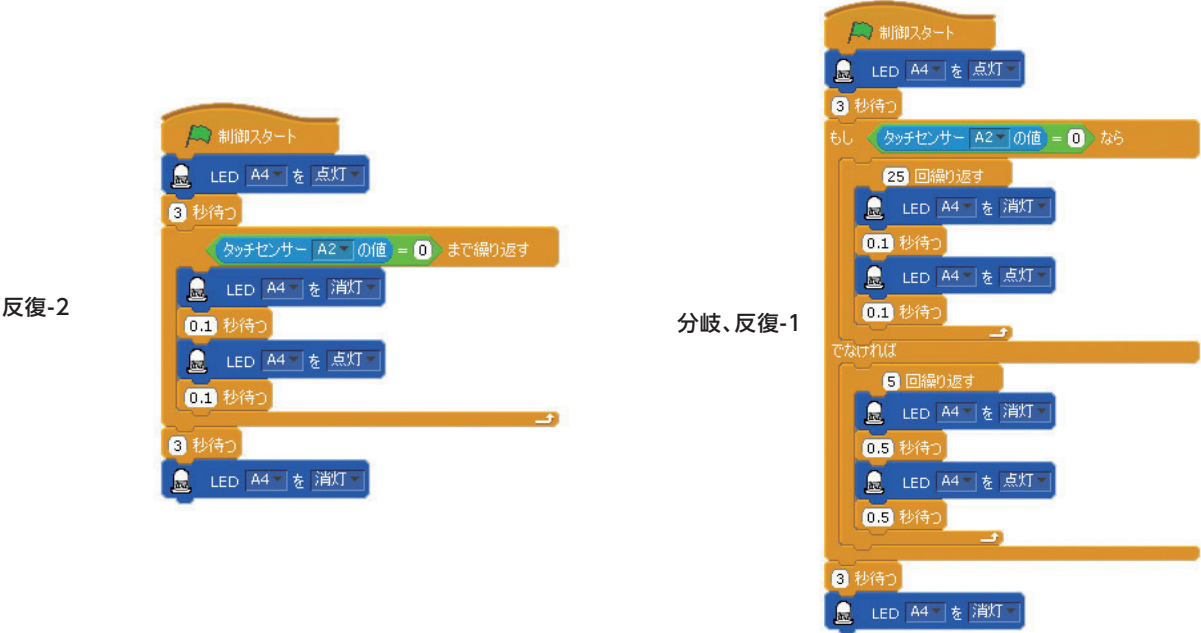 反復-2
制御スタート
LED A4 を 点灯
3 秒待つ
タッチセンサー A2 の値 = 0 まで繰り返す
LED A4 を 消灯
0.1 秒待つ
LED A4 を 点灯
0.1 秒待つ
3 秒待つ
LED A4 を 消灯
分岐、反復-1
制御スタート
LED A4 を 点灯
3 秒待つ
もし タッチセンサー A2 の値 = 0 なら
25 回繰り返す
LED A4 を 消灯
0.1 秒待つ
LED A4 を 点灯
0.1 秒待つ
でなければ
5 回繰り返す
LED A4 を 消灯
0.5 秒待つ
LED A4 を 点灯
0.5 秒待つ
3 秒待つ
LED A4 を 消灯